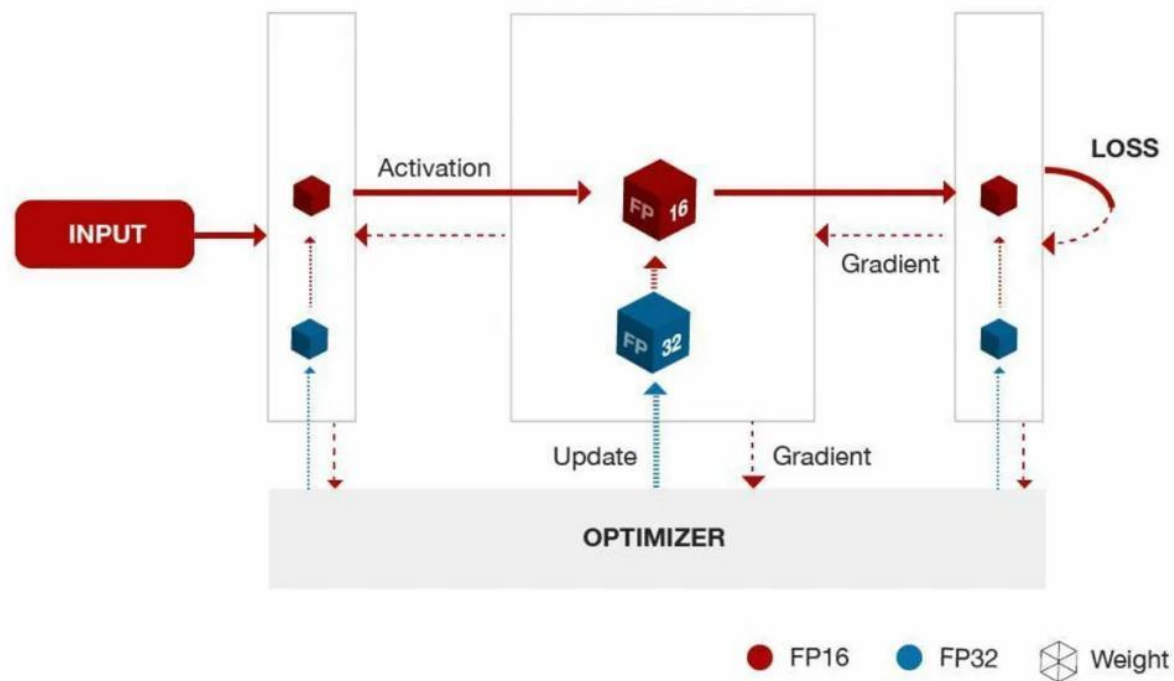 LOSS
Activation
FP 16
INPUT
Gradient
FP 32
Update
Gradient
OPTIMIZER
FP16
FP32
Weight